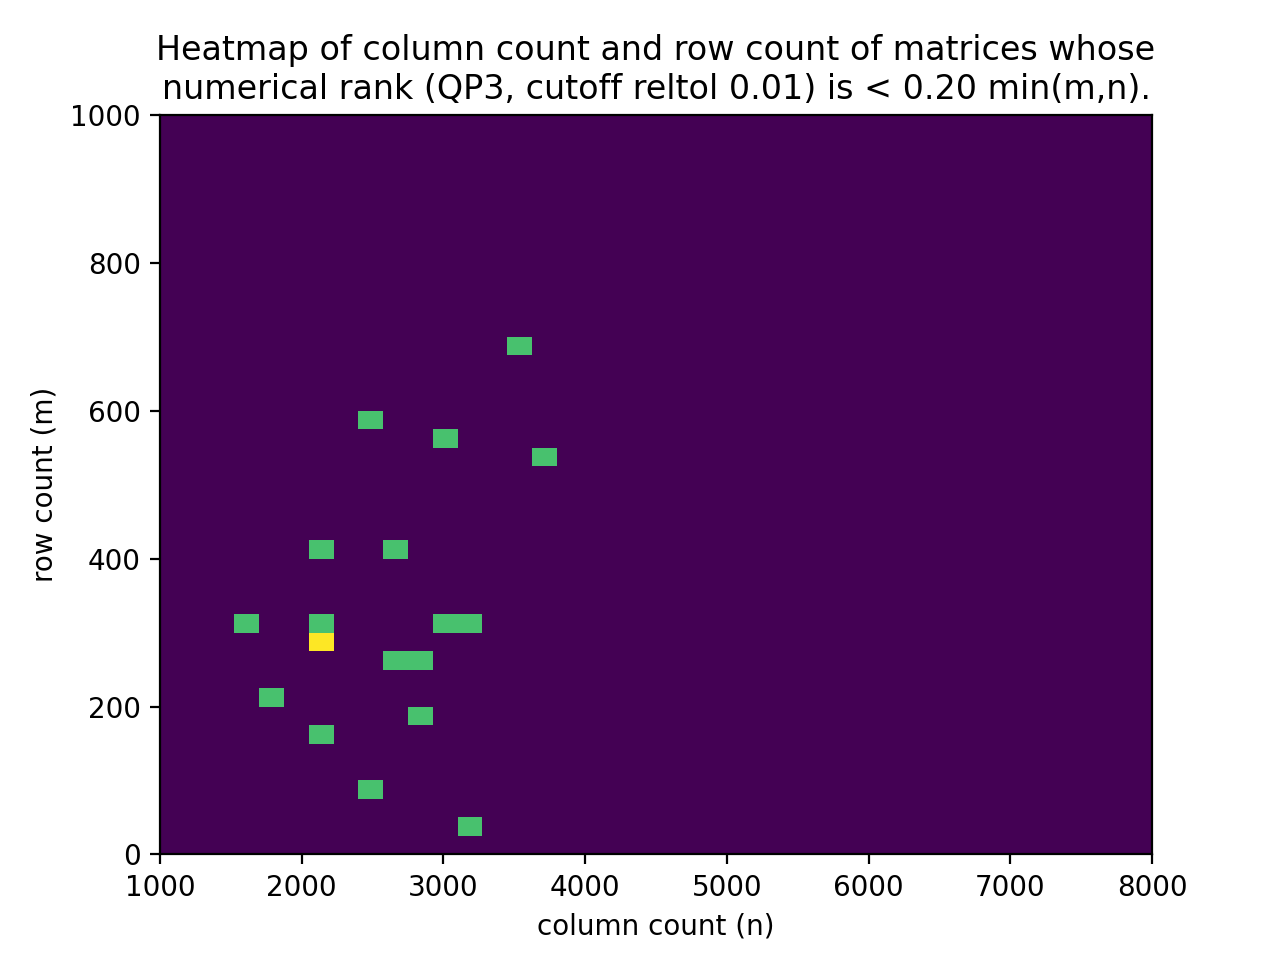 Heatmap of column count and row count of matrices whose
numerical rank (QP3, cutoff reltol 0.01) is < 0.20 min(m,n).
1000
800
600
400
200
0
row count (m)
1000 2000 3000 4000 5000 6000 7000 8000
column count (n)